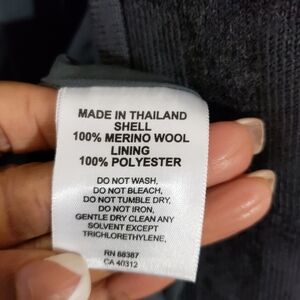 MADE IN THAILAND
SHELL
100% MERINO WOOL
LINING
100% POLYESTER
DO NOT WASH,
DO NOT BLEACH,
DO NOT TUMBLE DRY,
DO NOT IRON,
GENTLE DRY CLEAN ANY
SOLVENT EXCEPT
TRICHLORETHYLENE,
RN 88387
CA 40312